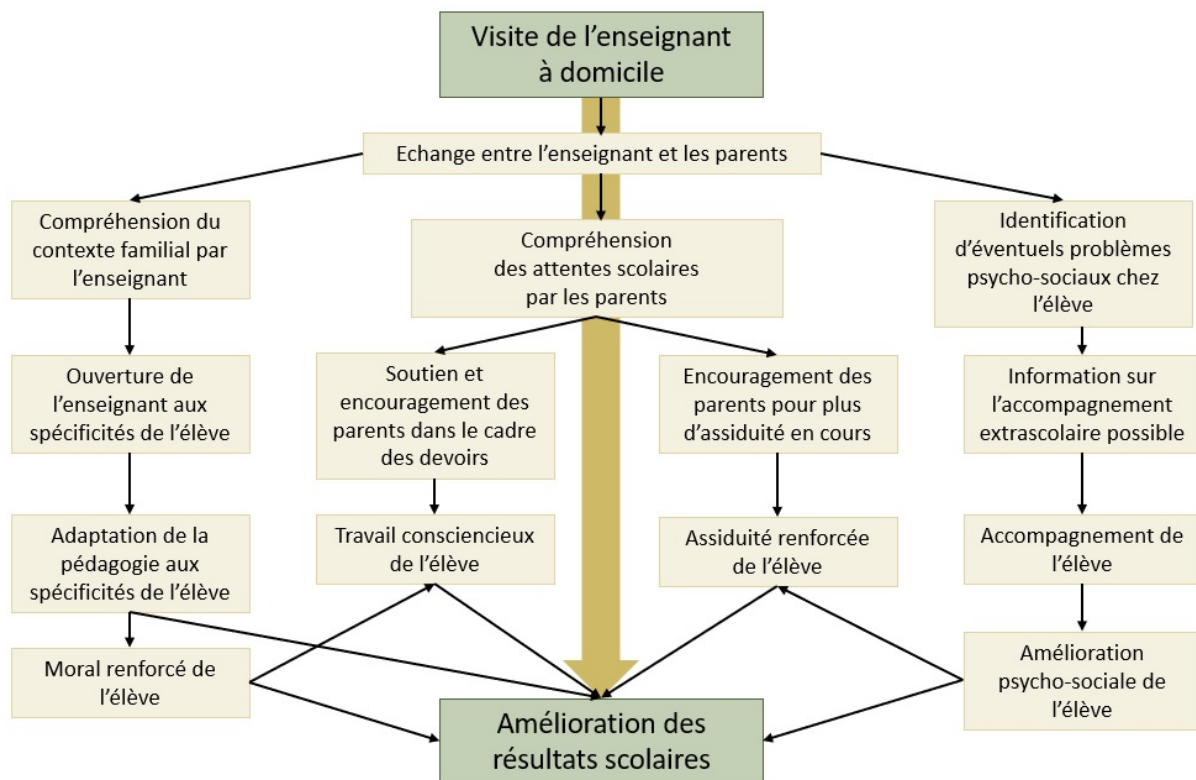 Visite de l’enseignant
à domicile
Echange entre l’enseignant et les parents
Compréhension du
contexte familial par
l’enseignant
Compréhension
des attentes scolaires
par les parents
Identification
d’éventuels problèmes
psycho-sociaux chez
l’élève
Ouverture de
l’enseignant aux
spécificités de l’élève
Soutien et
encouragement des
parents dans le cadre
des devoirs
Encouragement des
parents pour plus
d’assiduité en cours
Information sur
l’accompagnement
extrascolaire possible
Adaptation de la
pédagogie aux
spécificités de l’élève
Travail consciencieux
de l’élève
Assiduité renforcée
de l’élève
Accompagnement de
l’élève
Moral renforcé de
l’élève
Amélioration
psycho-sociale de
l’élève
Amélioration des
résultats scolaires